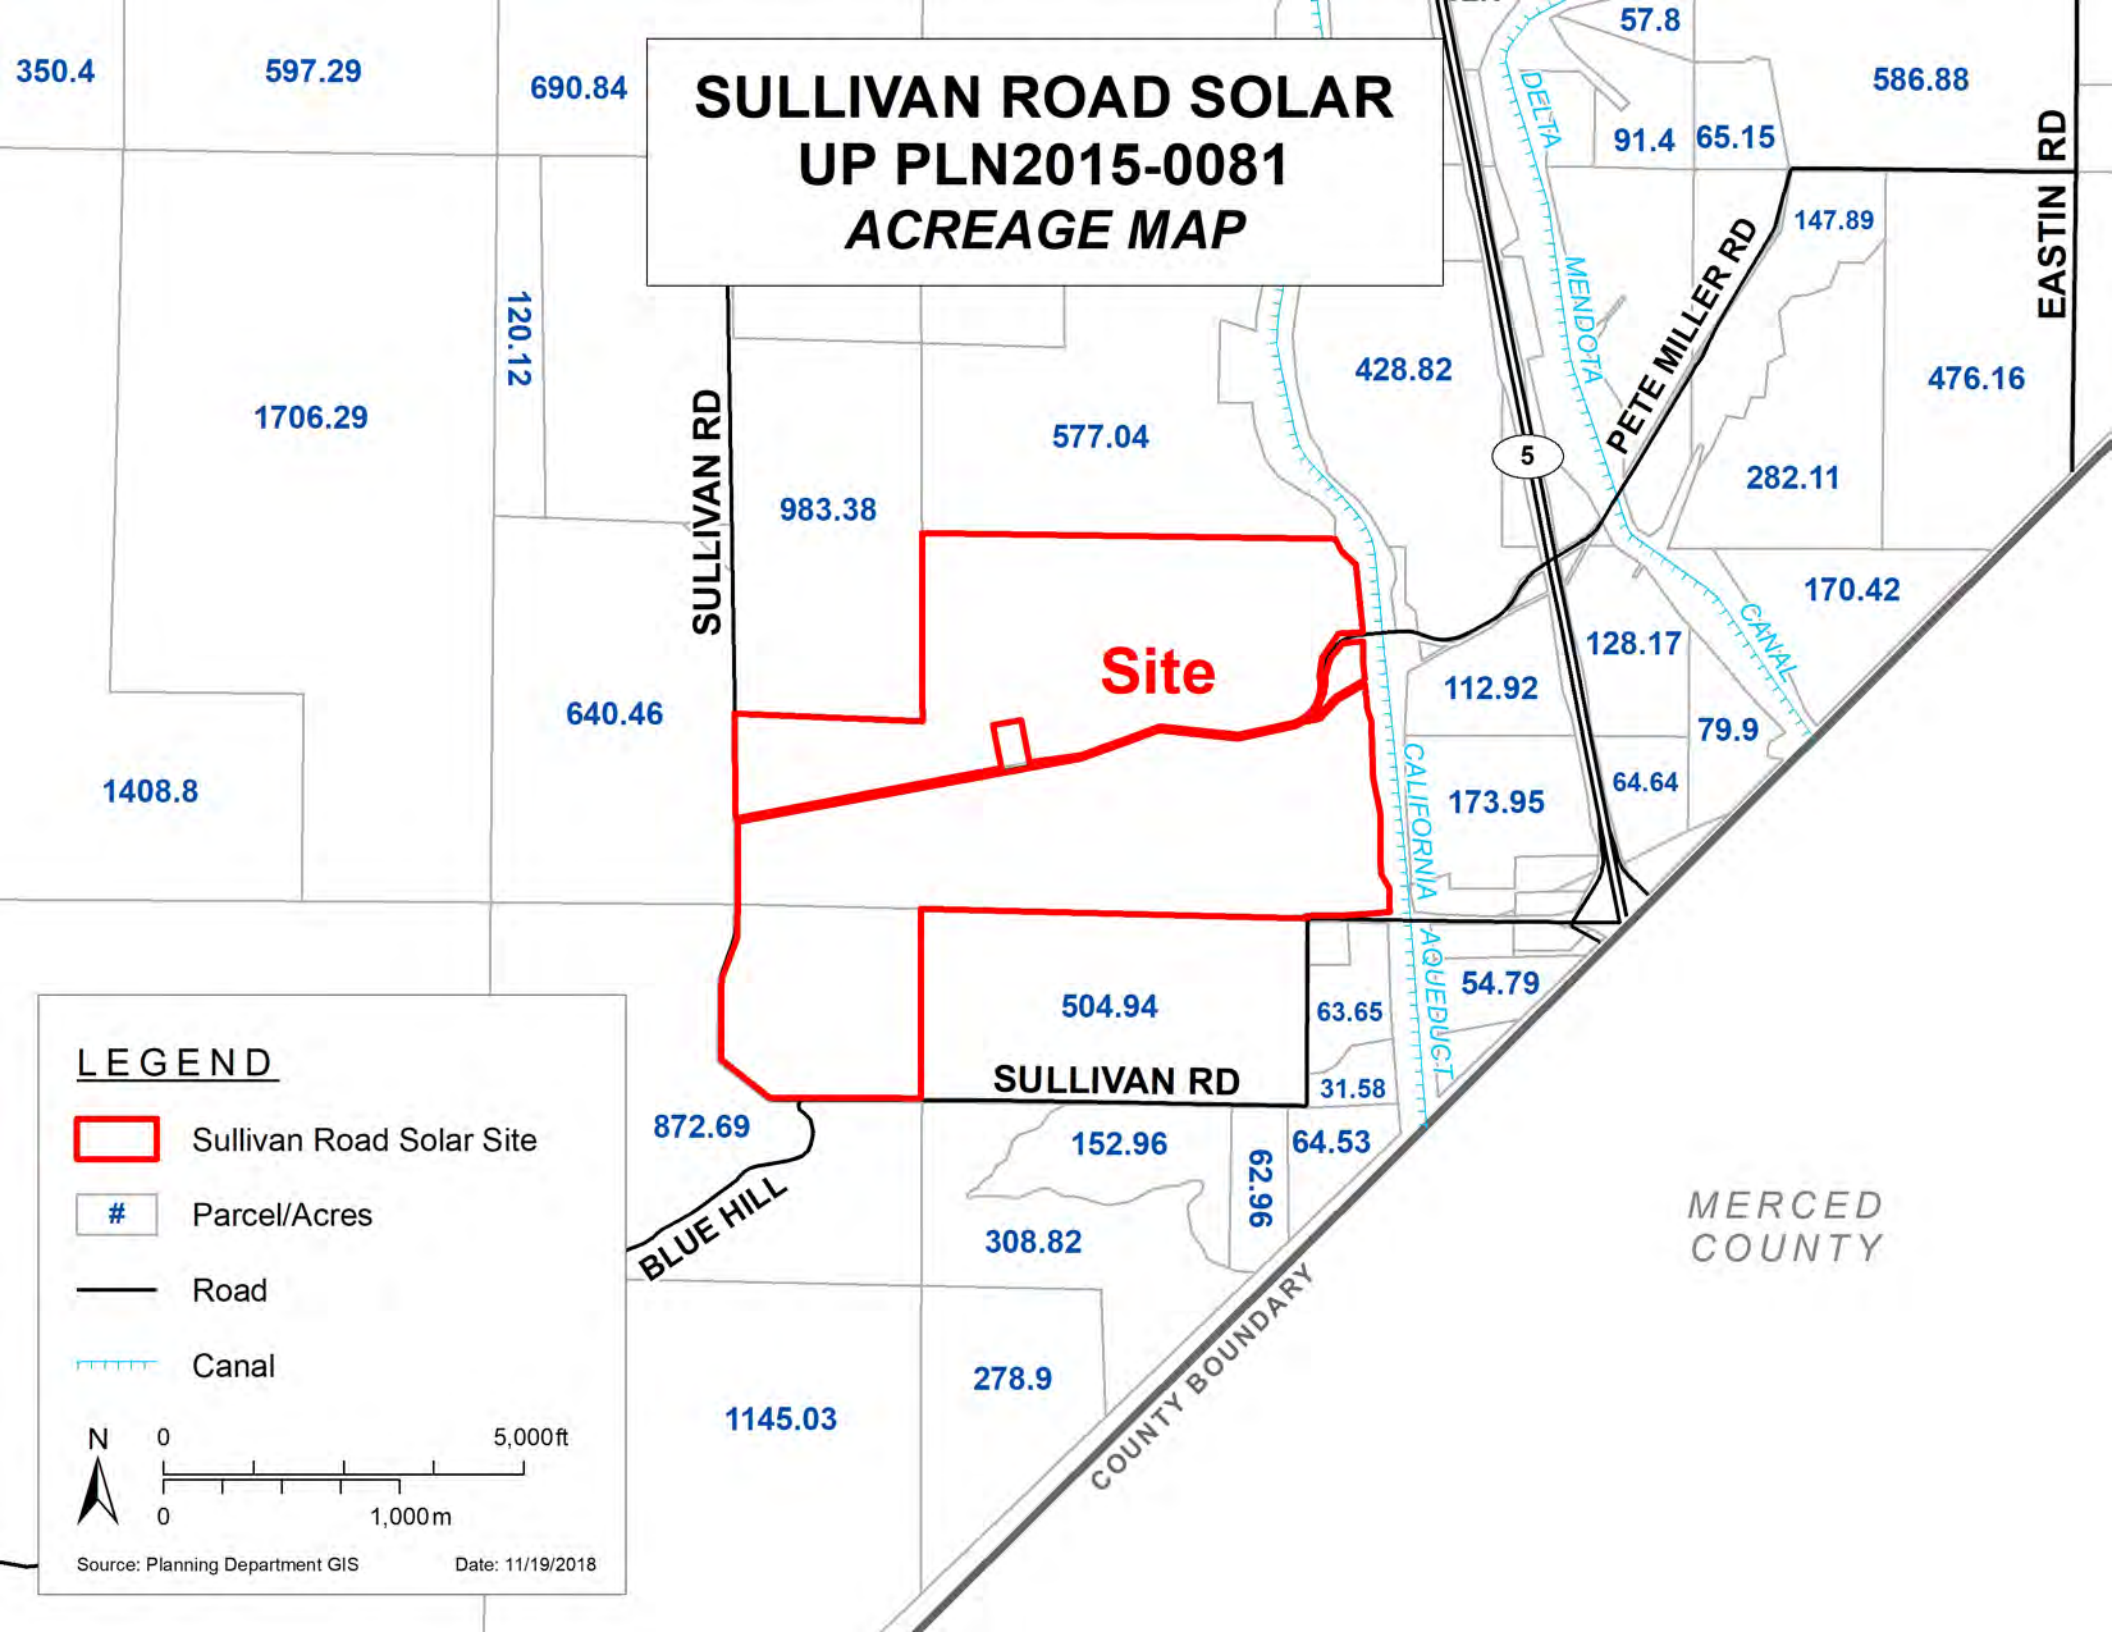 SULLIVAN ROAD SOLAR
UP PLN2015-0081
ACREAGE MAP
350.4
597.29
690.84
57.8
586.88
91.4
65.15
DELTA
MENDOTA
CANAL
EASTIN RD
147.89
PETE MILLER RD
120.12
1706.29
SULLIVAN RD
428.82
476.16
577.04
5
983.38
282.11
170.42
128.17
Site
112.92
640.46
79.9
1408.8
64.64
173.95
CALIFORNIA AQUEDUCT
54.79
504.94
63.65
SULLIVAN RD
31.58
872.69
152.96
64.53
62.96
BLUE HILL
308.82
MERCED
COUNTY
COUNTY BOUNDARY
278.9
1145.03
LEGEND
Sullivan Road Solar Site
# Parcel/Acres
Road
Canal
N
0 5,000ft
0 1,000m
Source: Planning Department GIS Date: 11/19/2018